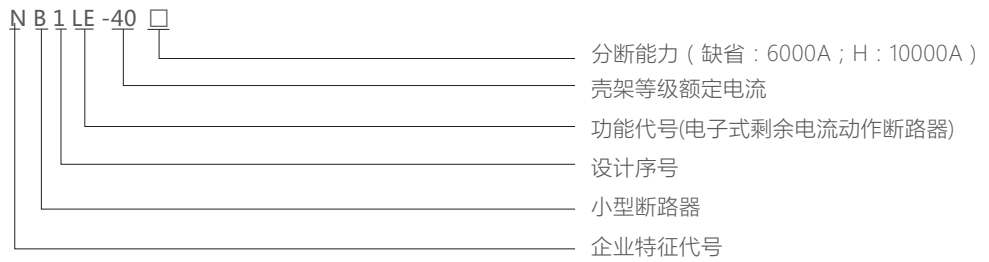 N B 1 LE -40 □
分断能力（缺省：6000A；H：10000A）
壳架等级额定电流
功能代号(电子式剩余电流动作断路器)
设计序号
小型断路器
企业特征代号